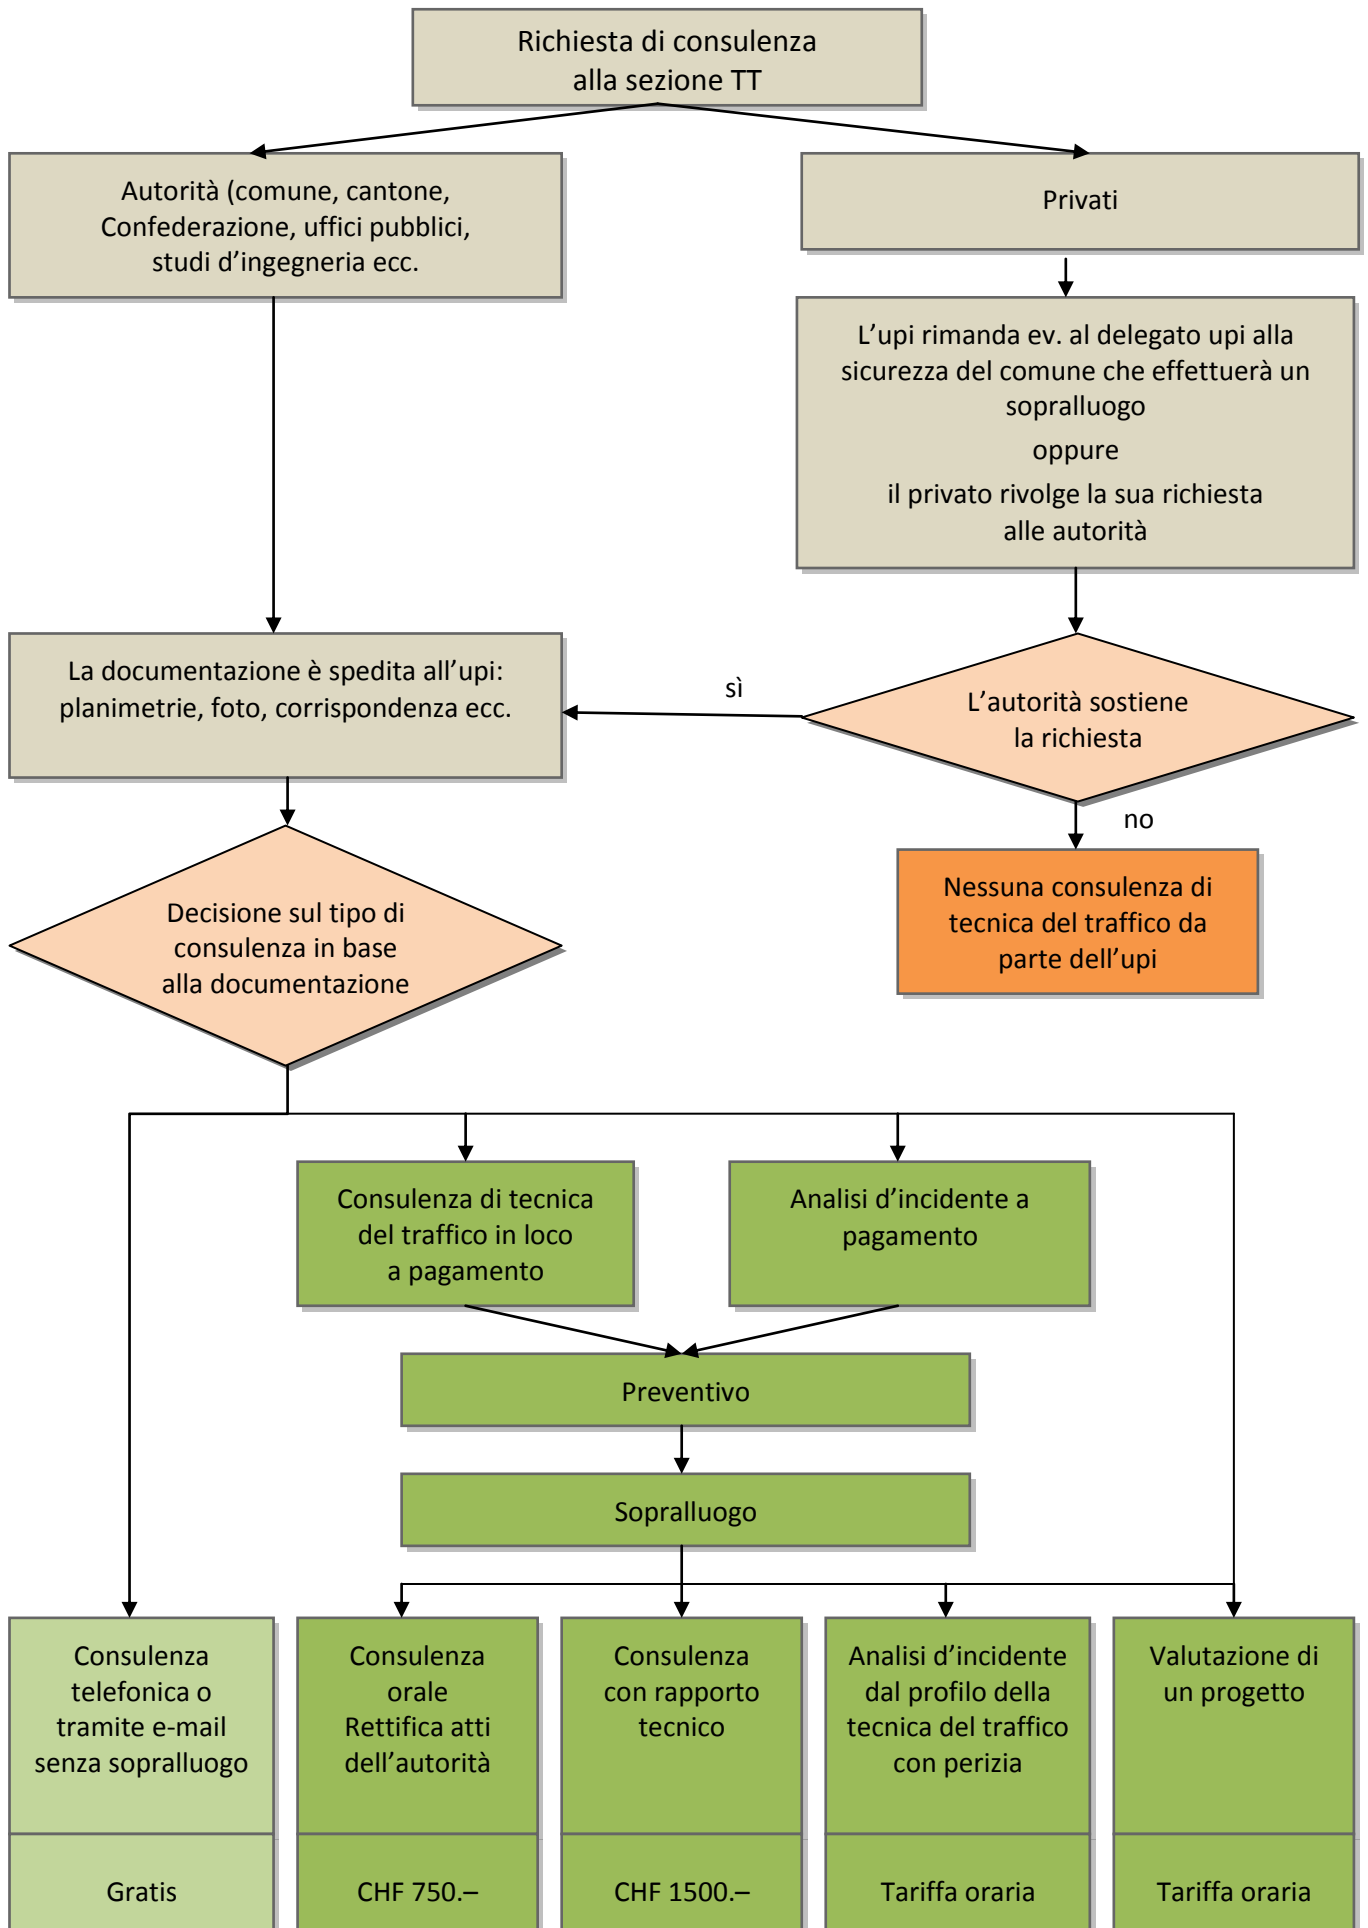 Richiesta di consulenza
alla sezione TT
Autorità (comune, cantone,
Confederazione, uffici pubblici,
studi d’ingegneria ecc.
Privati
L’upi rimanda ev. al delegato upi alla
sicurezza del comune che effettuerà un
sopralluogo
oppure
il privato rivolge la sua richiesta
alle autorità
La documentazione è spedita all’upi:
planimetrie, foto, corrispondenza ecc.
sì
L’autorità sostiene
la richiesta
no
Nessuna consulenza di
tecnica del traffico da
parte dell’upi
Decisione sul tipo di
consulenza in base
alla documentazione
Consulenza di tecnica
del traffico in loco
a pagamento
Analisi d’incidente a
pagamento
Preventivo
Sopralluogo
Consulenza
telefonica o
tramite e-mail
senza sopralluogo
Gratis
Consulenza
orale
Rettifica atti
dell’autorità
CHF 750.–
Consulenza
con rapporto
tecnico
CHF 1500.–
Analisi d’incidente
dal profilo della
tecnica del traffico
con perizia
Tariffa oraria
Valutazione di
un progetto
Tariffa oraria